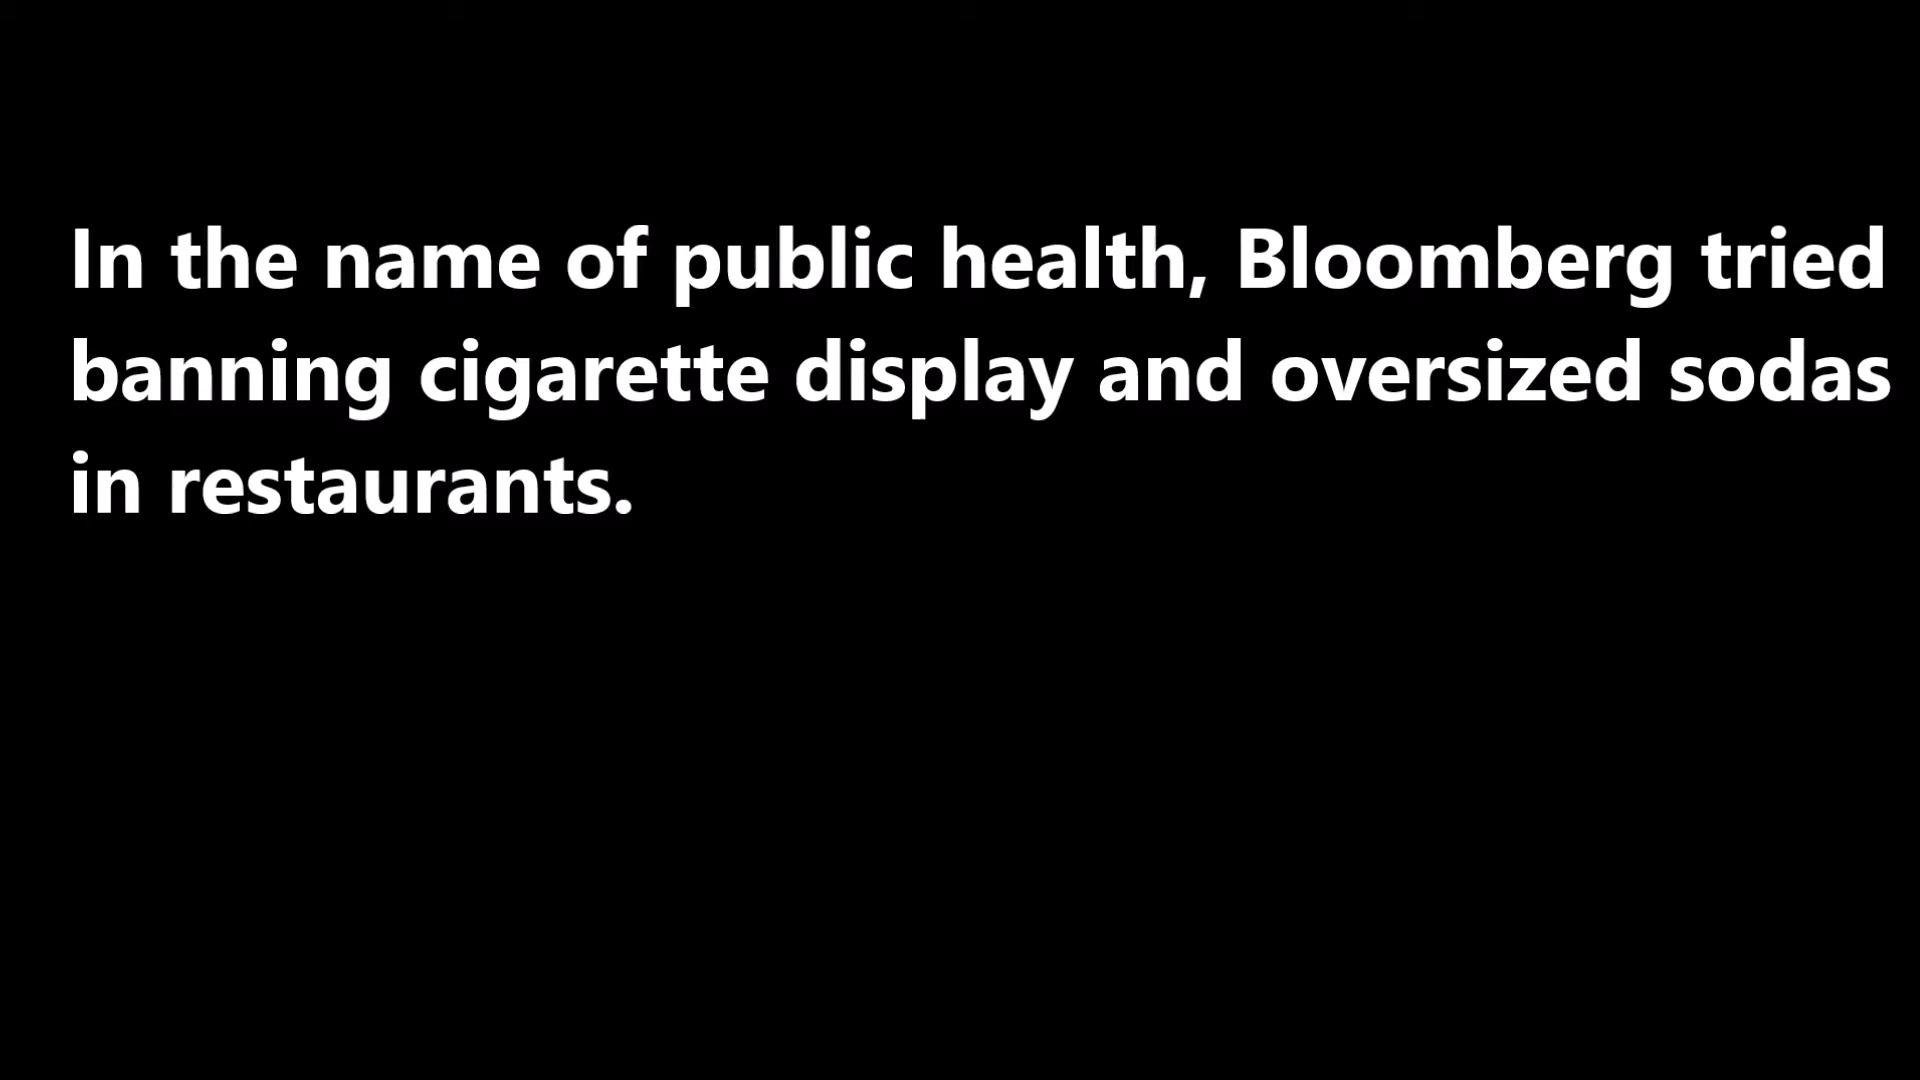 In the name of public health, Bloomberg tried
banning cigarette display and oversized sodas
in restaurants.